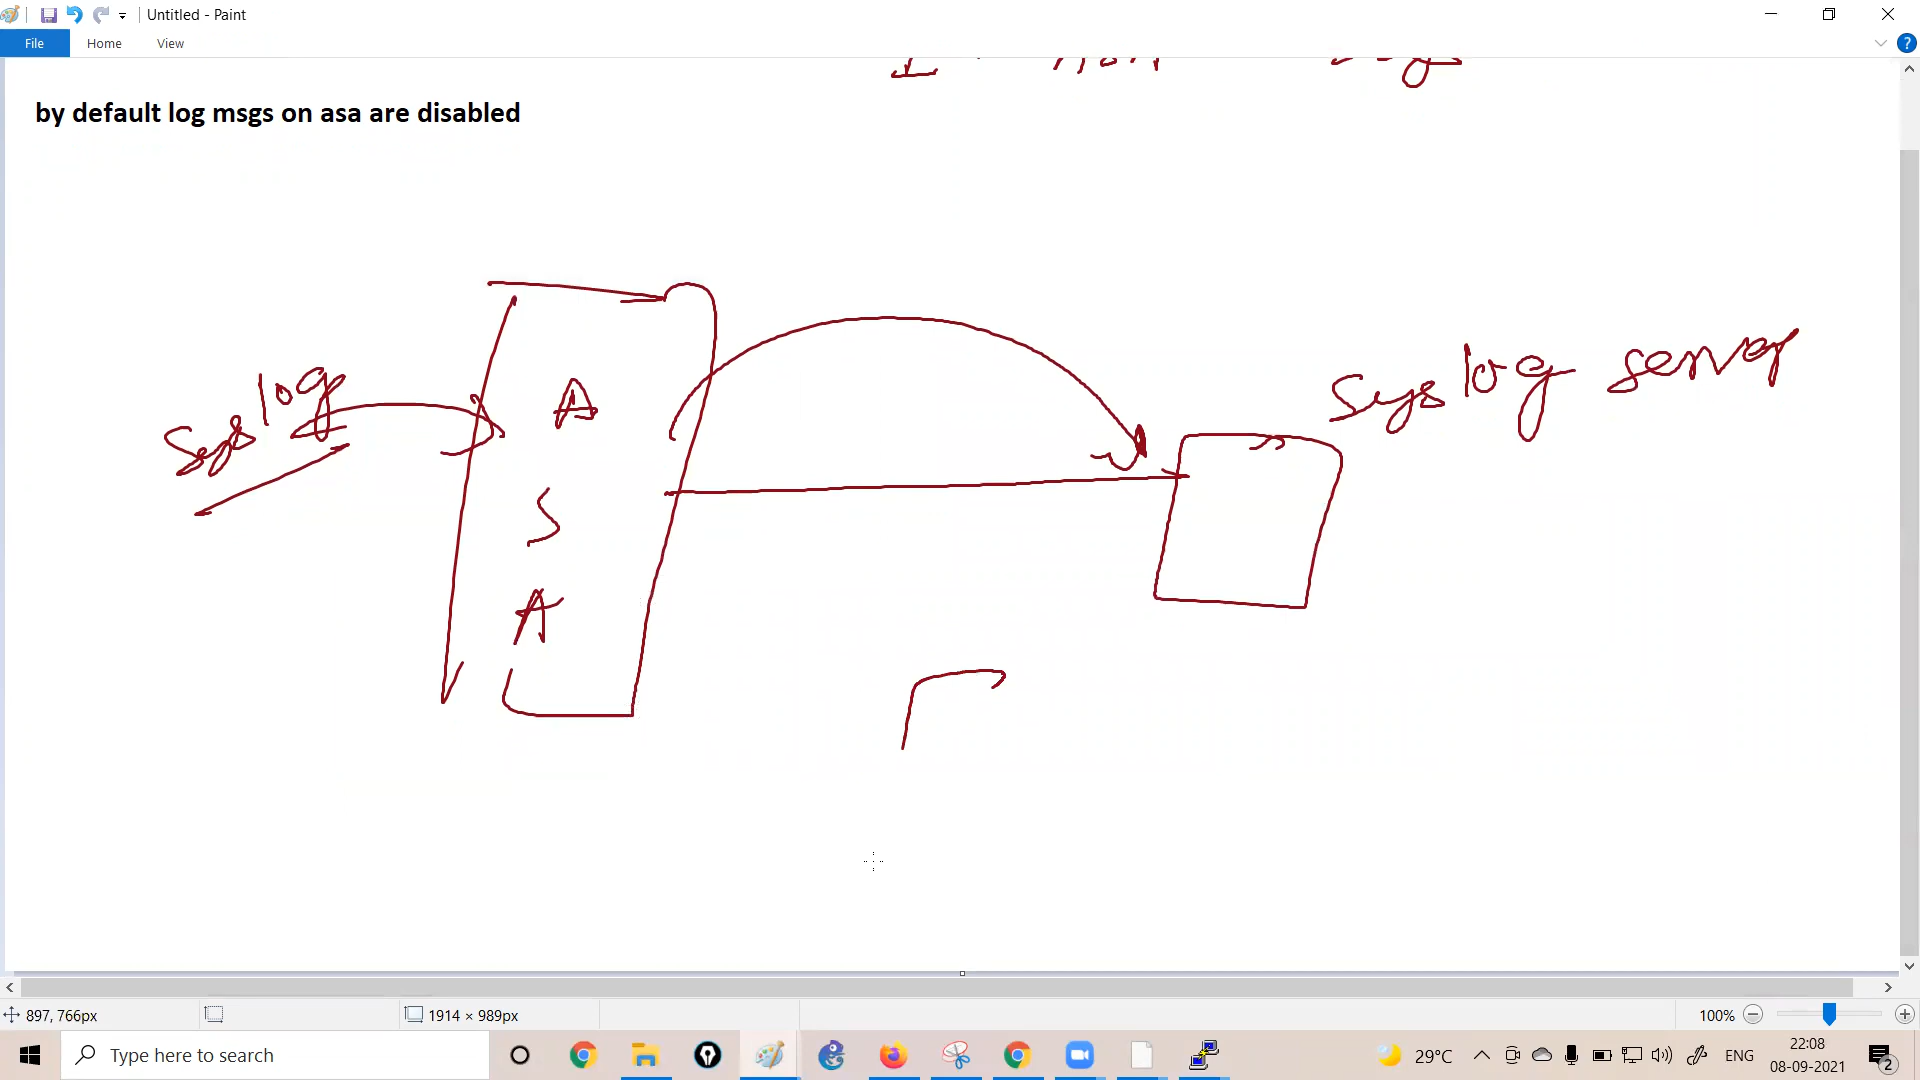 Untitled - Paint
File Home View
by default log msgs on asa are disabled
Syslog
A
S
A
Syslog server
897, 766px
1914 × 989px
100%
Type here to search
29°C
ENG
22:08
08-09-2021
2